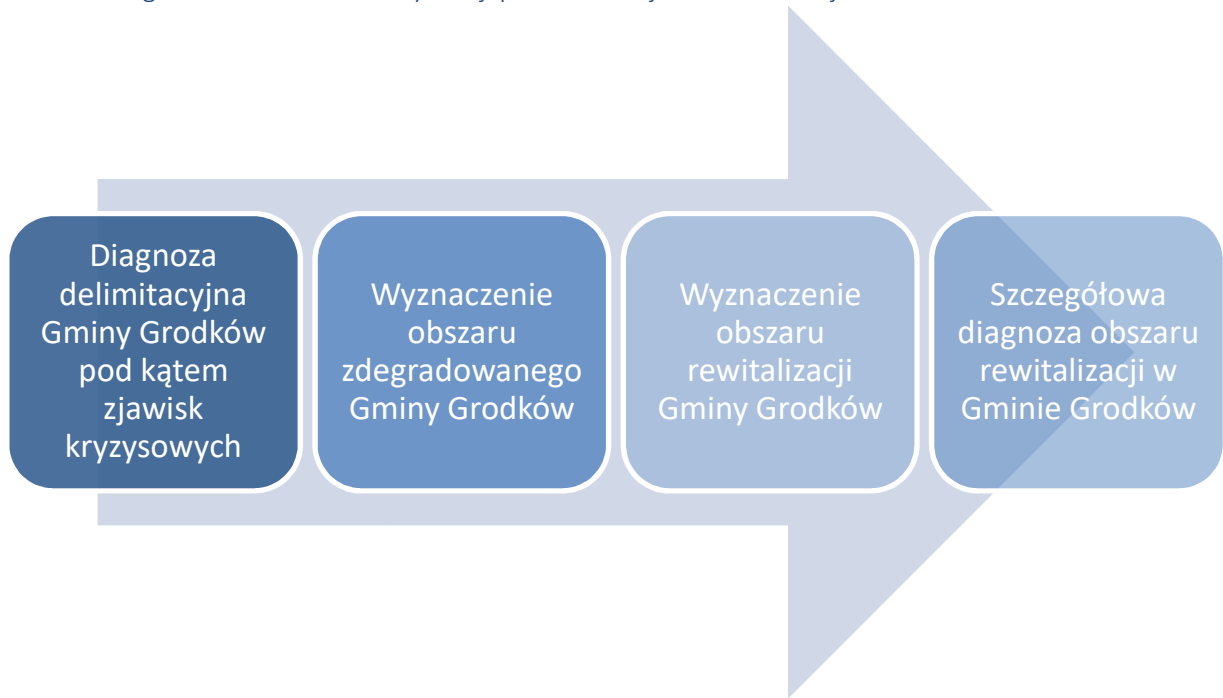 Diagnoza
delimitacyjna
Gminy Grodków
pod kątem
zjawisk
kryzysowych
Wyznaczenie
obszaru
zdegradowanego
Gminy Grodków
Wyznaczenie
obszaru
rewitalizacji
Gminy Grodków
Szczegółowa
diagnoza obszaru
rewitalizacji w
Gminie Grodków